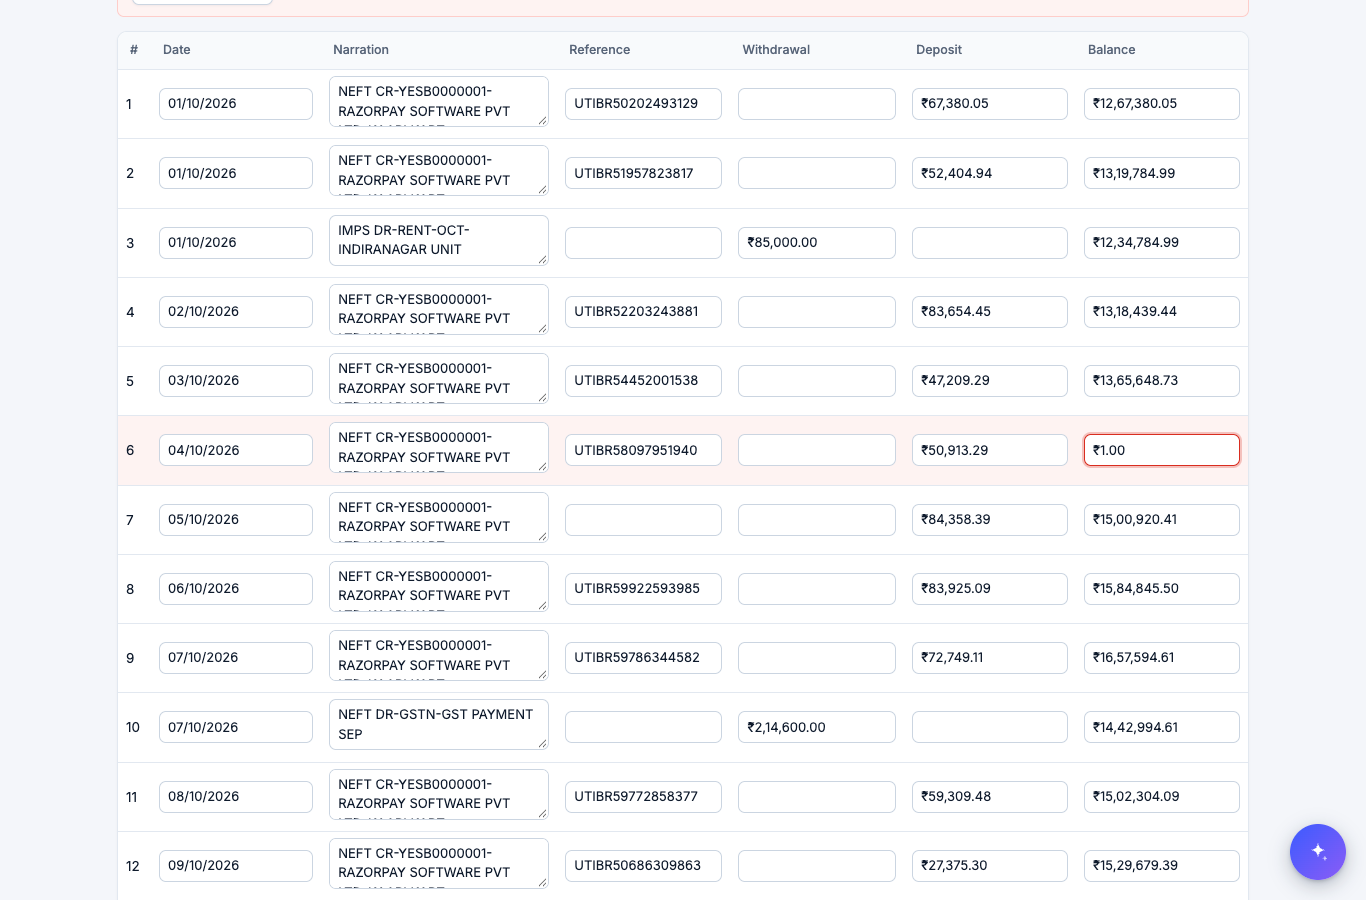 # Date Narration Reference Withdrawal Deposit Balance
1 01/10/2026 NEFT CR-YESB0000001- UTIBR50202493129 ₹67,380.05 ₹12,67,380.05
RAZORPAY SOFTWARE PVT
2 01/10/2026 NEFT CR-YESB0000001- UTIBR51957823817 ₹52,404.94 ₹13,19,784.99
RAZORPAY SOFTWARE PVT
3 01/10/2026 IMPS DR-RENT-OCT- ₹85,000.00 ₹12,34,784.99
INDIRANAGAR UNIT
4 02/10/2026 NEFT CR-YESB0000001- UTIBR52203243881 ₹83,654.45 ₹13,18,439.44
RAZORPAY SOFTWARE PVT
5 03/10/2026 NEFT CR-YESB0000001- UTIBR54452001538 ₹47,209.29 ₹13,65,648.73
RAZORPAY SOFTWARE PVT
6 04/10/2026 NEFT CR-YESB0000001- UTIBR58097951940 ₹50,913.29 ₹1.00
RAZORPAY SOFTWARE PVT
7 05/10/2026 NEFT CR-YESB0000001- ₹84,358.39 ₹15,00,920.41
RAZORPAY SOFTWARE PVT
8 06/10/2026 NEFT CR-YESB0000001- UTIBR59922593985 ₹83,925.09 ₹15,84,845.50
RAZORPAY SOFTWARE PVT
9 07/10/2026 NEFT CR-YESB0000001- UTIBR59786344582 ₹72,749.11 ₹16,57,594.61
RAZORPAY SOFTWARE PVT
10 07/10/2026 NEFT DR-GSTN-GST PAYMENT ₹2,14,600.00 ₹14,42,994.61
SEP
11 08/10/2026 NEFT CR-YESB0000001- UTIBR59772858377 ₹59,309.48 ₹15,02,304.09
RAZORPAY SOFTWARE PVT
12 09/10/2026 NEFT CR-YESB0000001- UTIBR50686309863 ₹27,375.30 ₹15,29,679.39
RAZORPAY SOFTWARE PVT